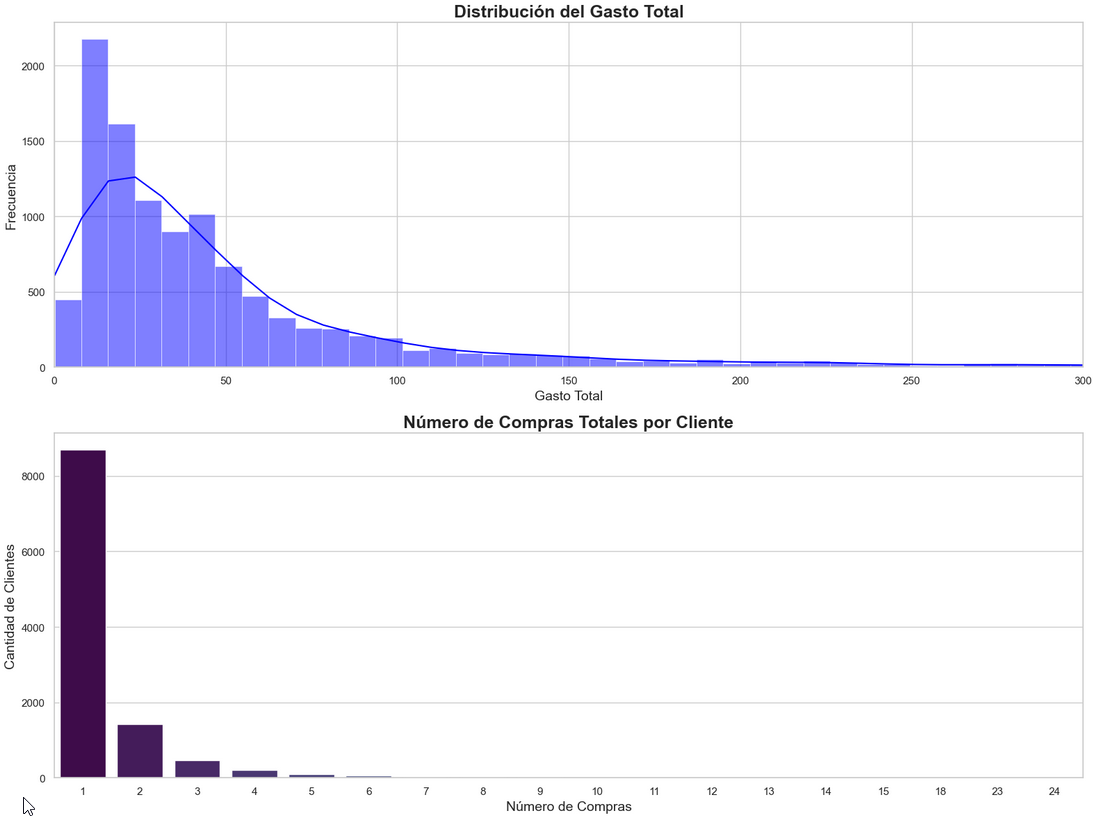 Distribución del Gasto Total
Frecuencia
2000
1500
1000
500
0
0 50 100 150 200 250 300
Gasto Total
Número de Compras Totales por Cliente
Cantidad de Clientes
8000
6000
4000
2000
0
1 2 3 4 5 6 7 8 9 10 11 12 13 14 15 18 23 24
Número de Compras